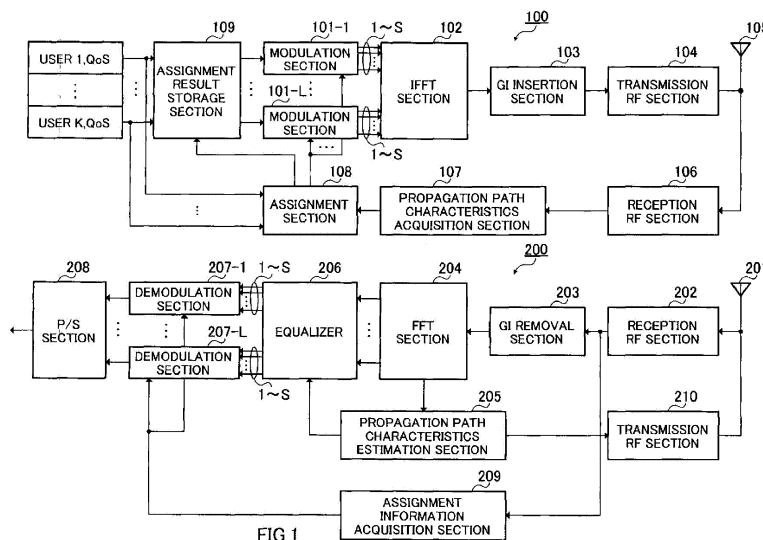 100
USER 1,QoS
USER K,QoS
109
ASSIGNMENT
RESULT
STORAGE
SECTION
101-1
MODULATION
SECTION
101-L
MODULATION
SECTION
1~S
1~S
102
IFFT
SECTION
103
GI INSERTION
SECTION
104
TRANSMISSION
RF SECTION
105
108
ASSIGNMENT
SECTION
107
PROPAGATION PATH
CHARACTERISTICS
ACQUISITION SECTION
106
RECEPTION
RF SECTION
200
208
P/S
SECTION
207-1
DEMODULATION
SECTION
207-L
DEMODULATION
SECTION
1~S
1~S
206
EQUALIZER
204
FFT
SECTION
203
GI REMOVAL
SECTION
202
RECEPTION
RF SECTION
201
205
PROPAGATION PATH
CHARACTERISTICS
ESTIMATION SECTION
210
TRANSMISSION
RF SECTION
209
ASSIGNMENT
INFORMATION
ACQUISITION SECTION
FIG.1